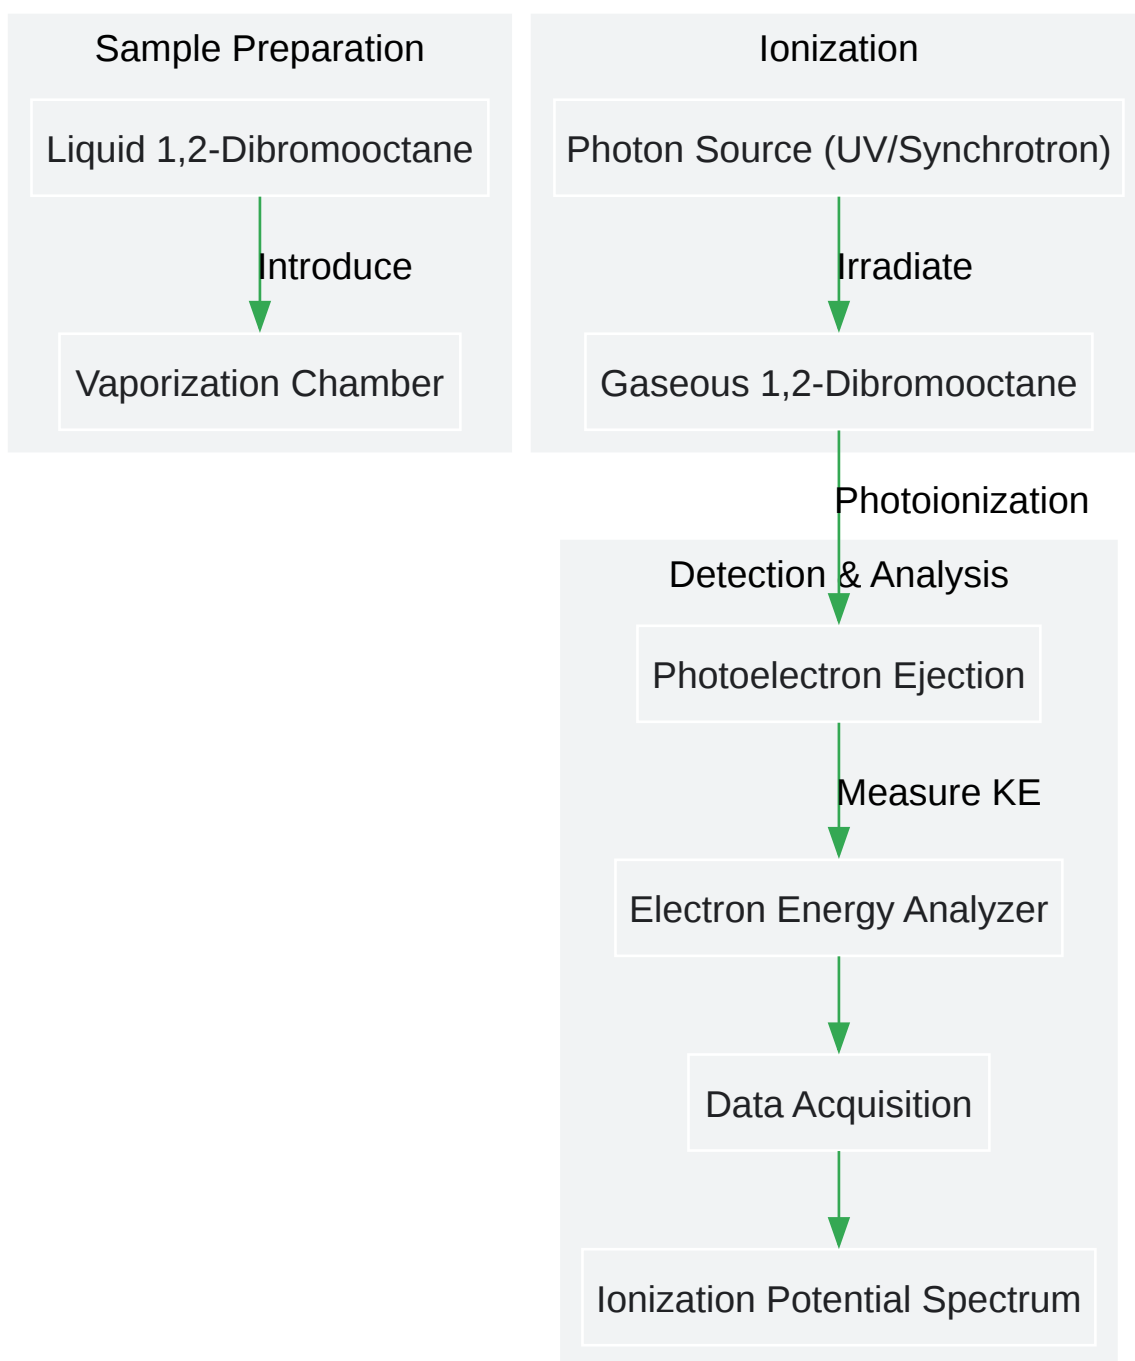 Sample Preparation
Liquid 1,2-Dibromooctane
Introduce
Vaporization Chamber
Ionization
Photon Source (UV/Synchrotron)
Irradiate
Gaseous 1,2-Dibromooctane
Photoionization
Detection & Analysis
Photoelectron Ejection
Measure KE
Electron Energy Analyzer
Data Acquisition
Ionization Potential Spectrum